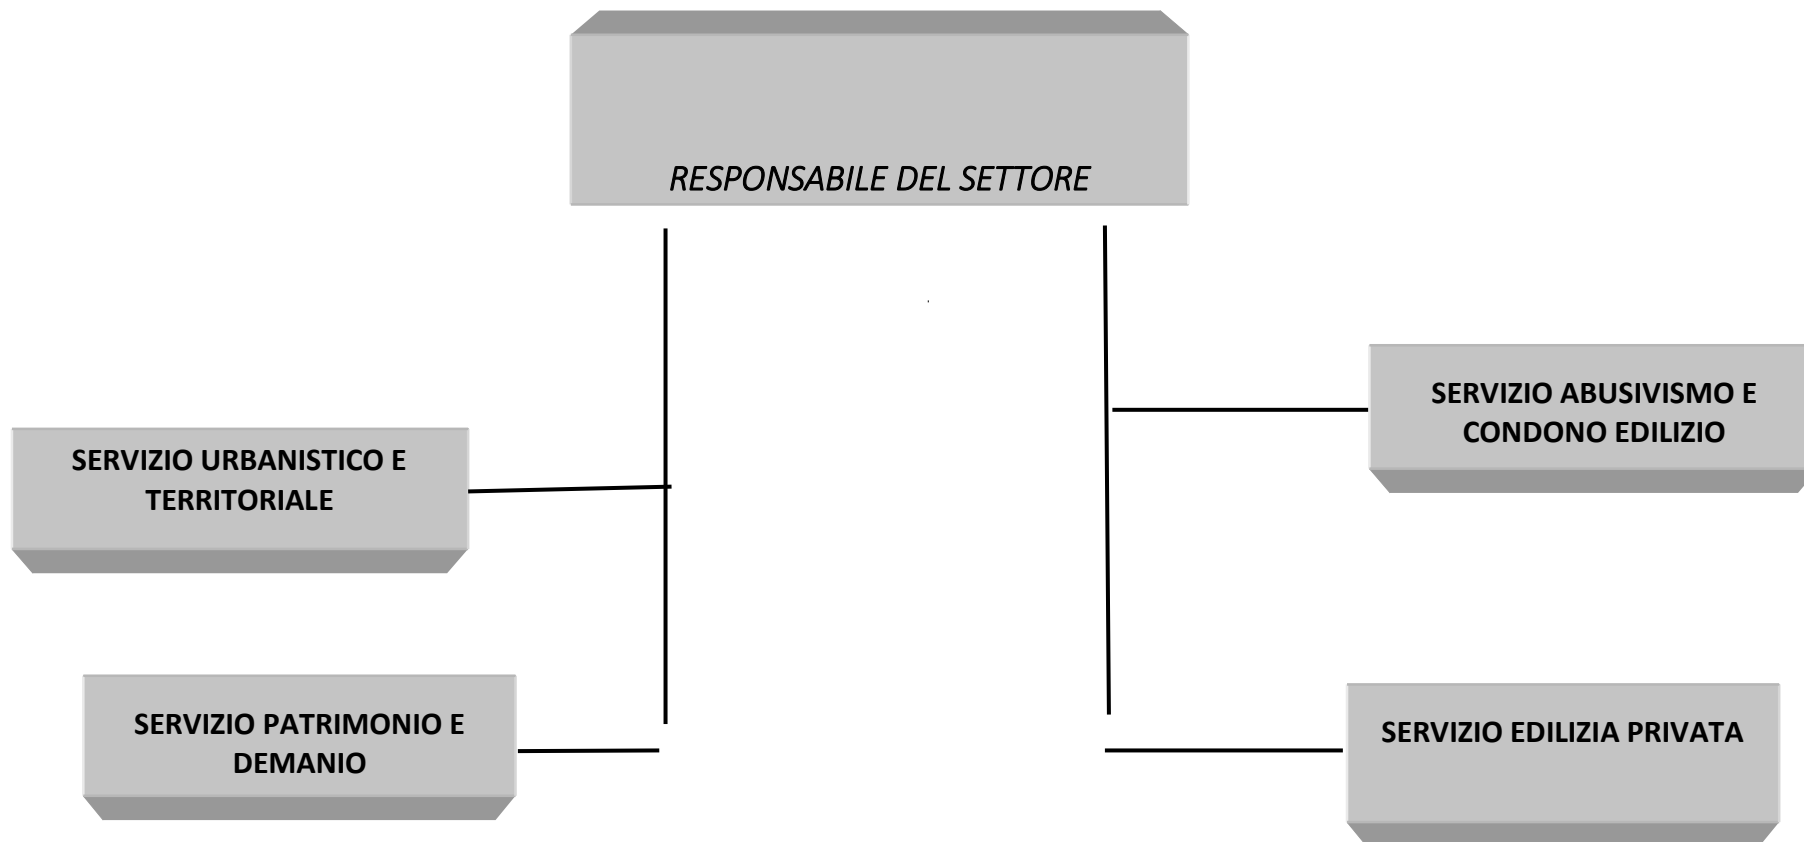 RESPONSABILE DEL SETTORE
SERVIZIO ABUSIVISMO E
CONDONO EDILIZIO
SERVIZIO URBANISTICO E
TERRITORIALE
SERVIZIO PATRIMONIO E
DEMANIO
SERVIZIO EDILIZIA PRIVATA